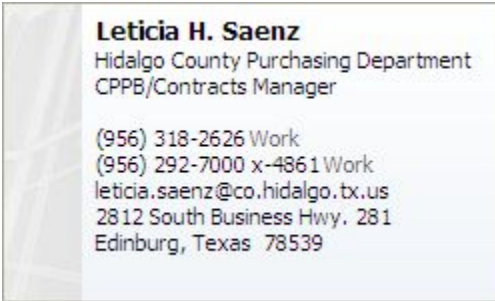 Leticia H. Saenz
Hidalgo County Purchasing Department
CPPB/Contracts Manager
(956) 318-2626 Work
(956) 292-7000 x-4861 Work
leticia.saenz@co.hidalgo.tx.us
2812 South Business Hwy. 281
Edinburg, Texas  78539